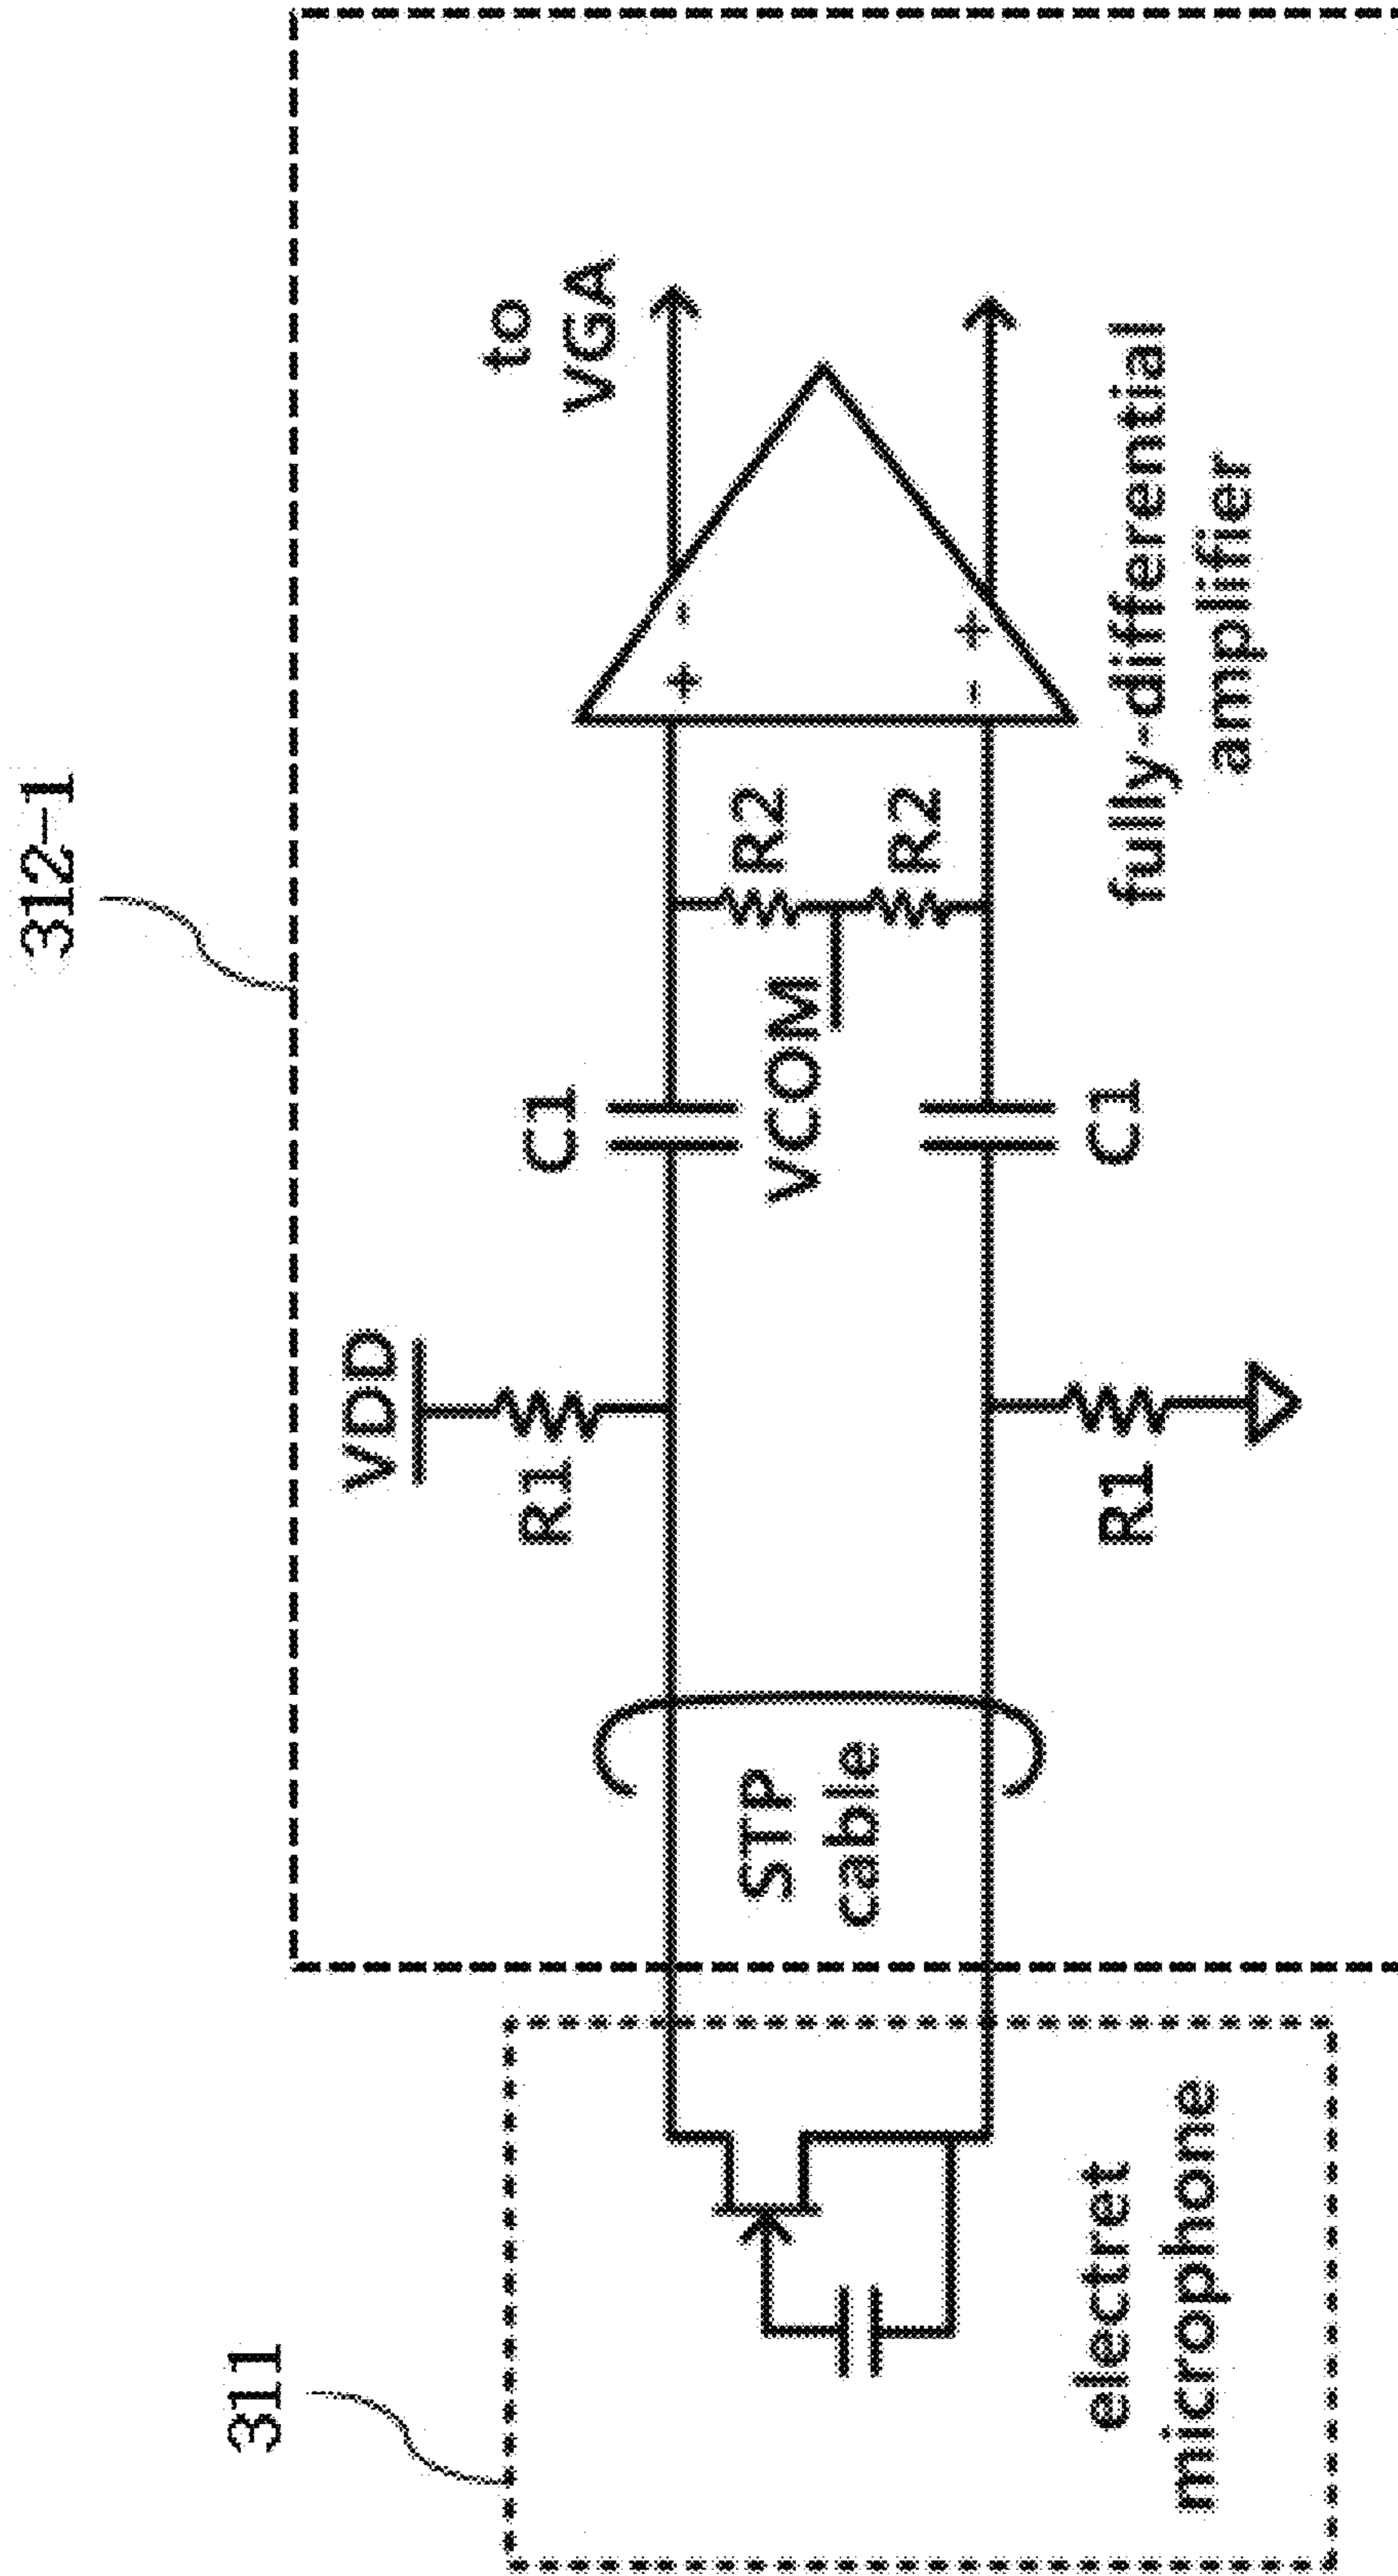 312-1
311
VDD
R1
C1
to
VGA
+
-
STP
cable
VCOM
R2
R2
-
+
R1
C1
electret
microphone
fully-differential
amplifier